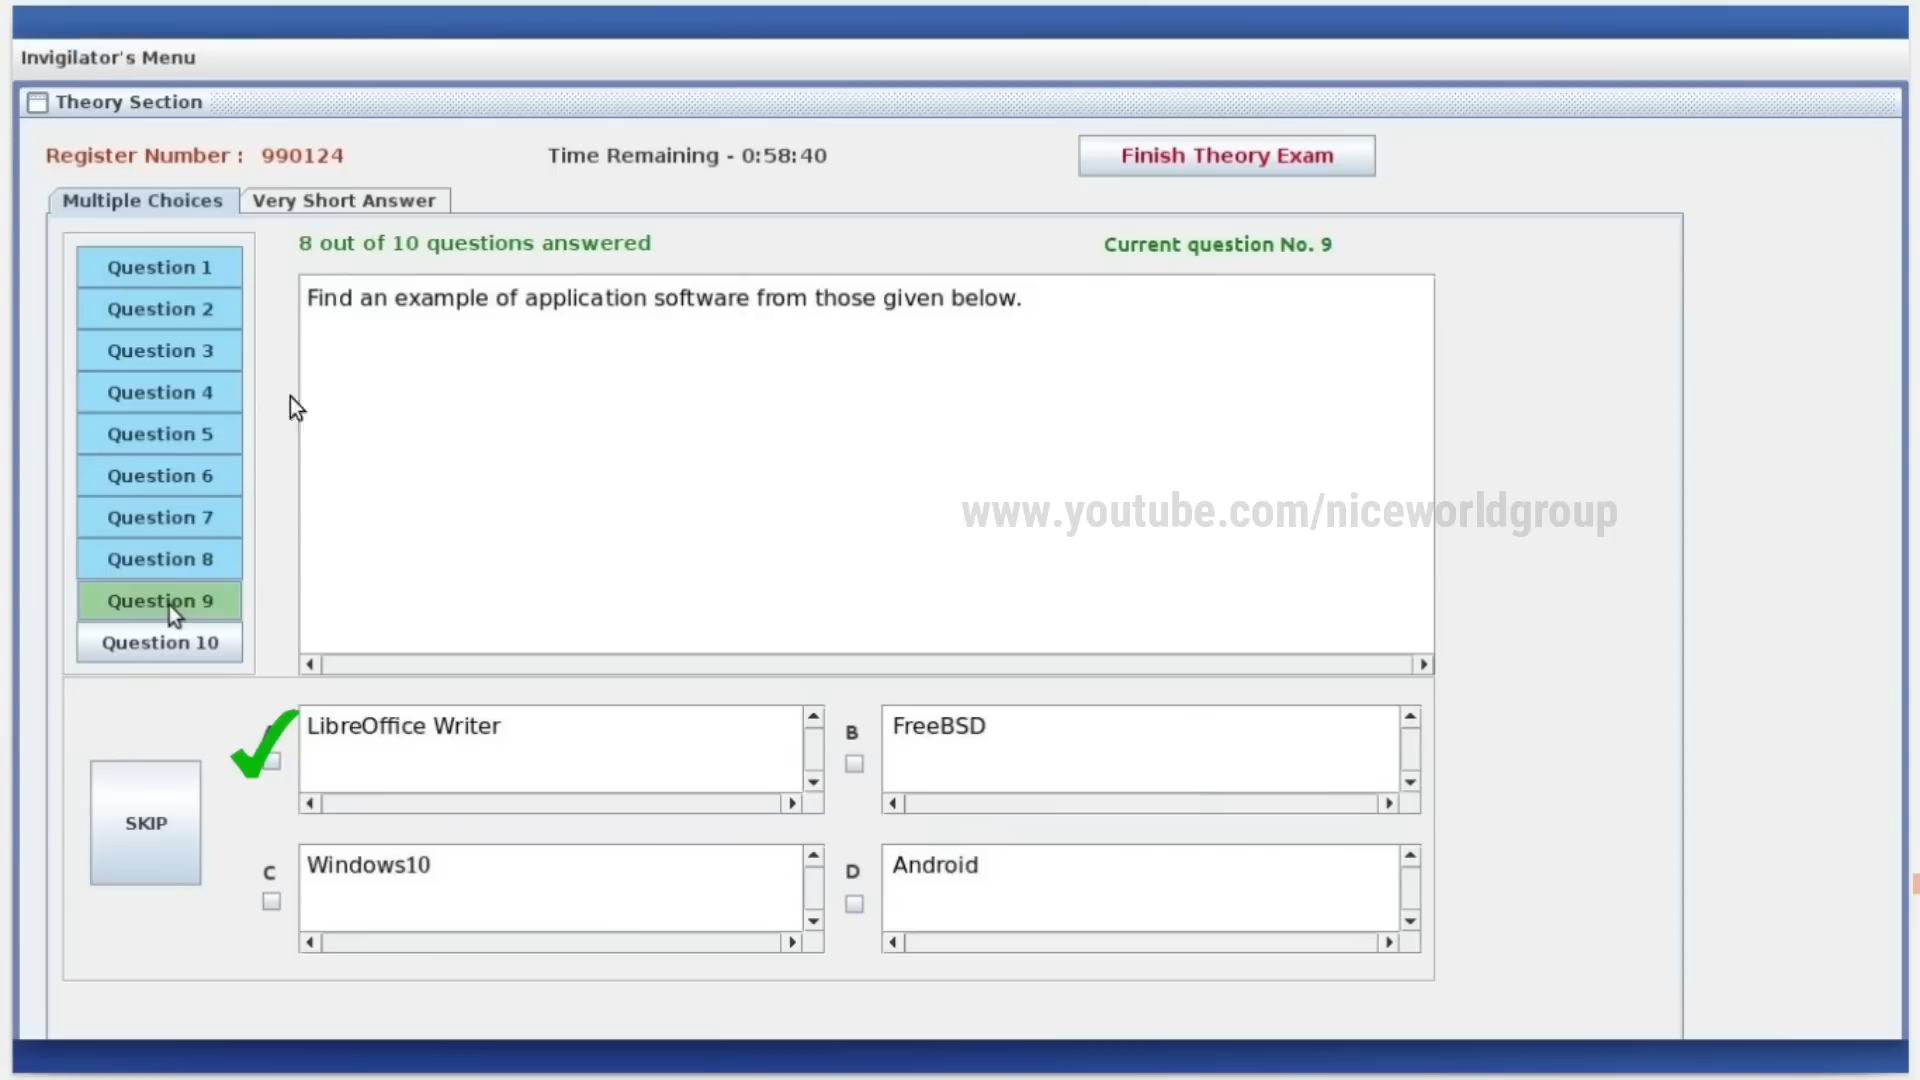 Invigilator's Menu
Theory Section
Register Number : 990124
Time Remaining - 0:58:40
Finish Theory Exam
Multiple Choices
Very Short Answer
8 out of 10 questions answered
Current question No. 9
Question 1
Question 2
Question 3
Question 4
Question 5
Question 6
Question 7
Question 8
Question 9
Question 10
Find an example of application software from those given below.
www.youtube.com/niceworldgroup
SKIP
LibreOffice Writer
B
FreeBSD
C
Windows10
D
Android